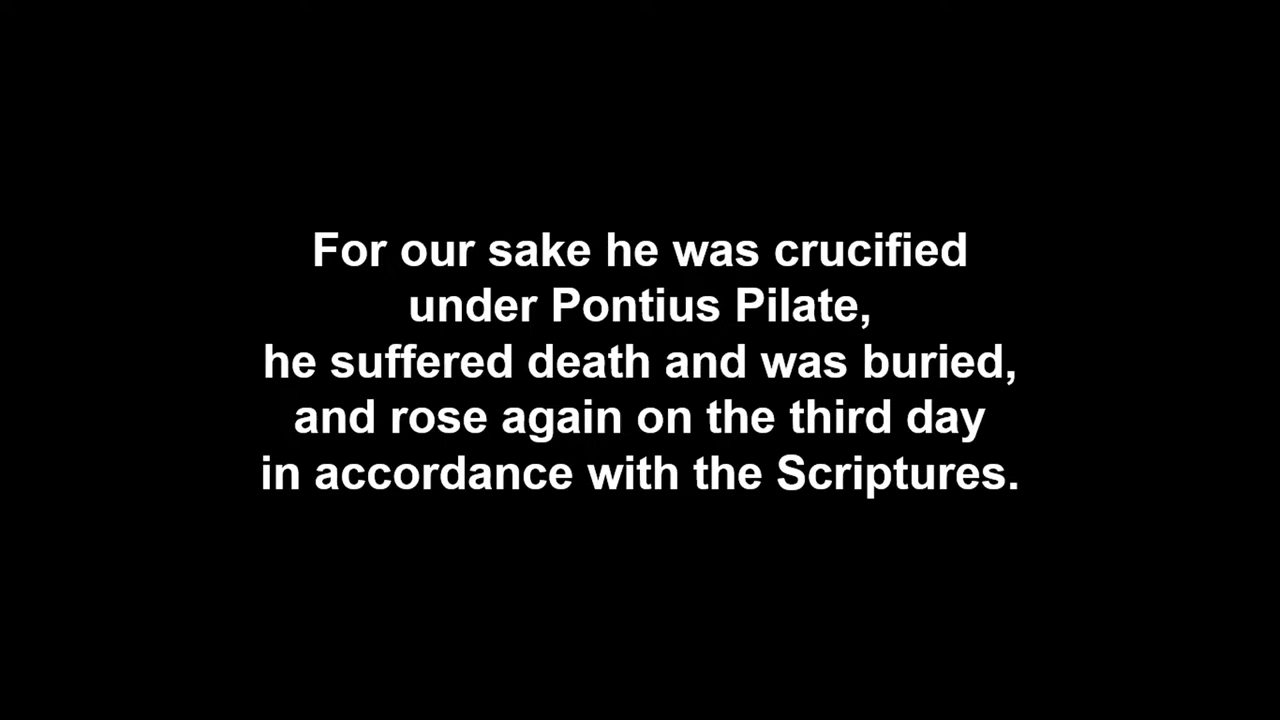 For our sake he was crucified
under Pontius Pilate,
he suffered death and was buried,
and rose again on the third day
in accordance with the Scriptures.